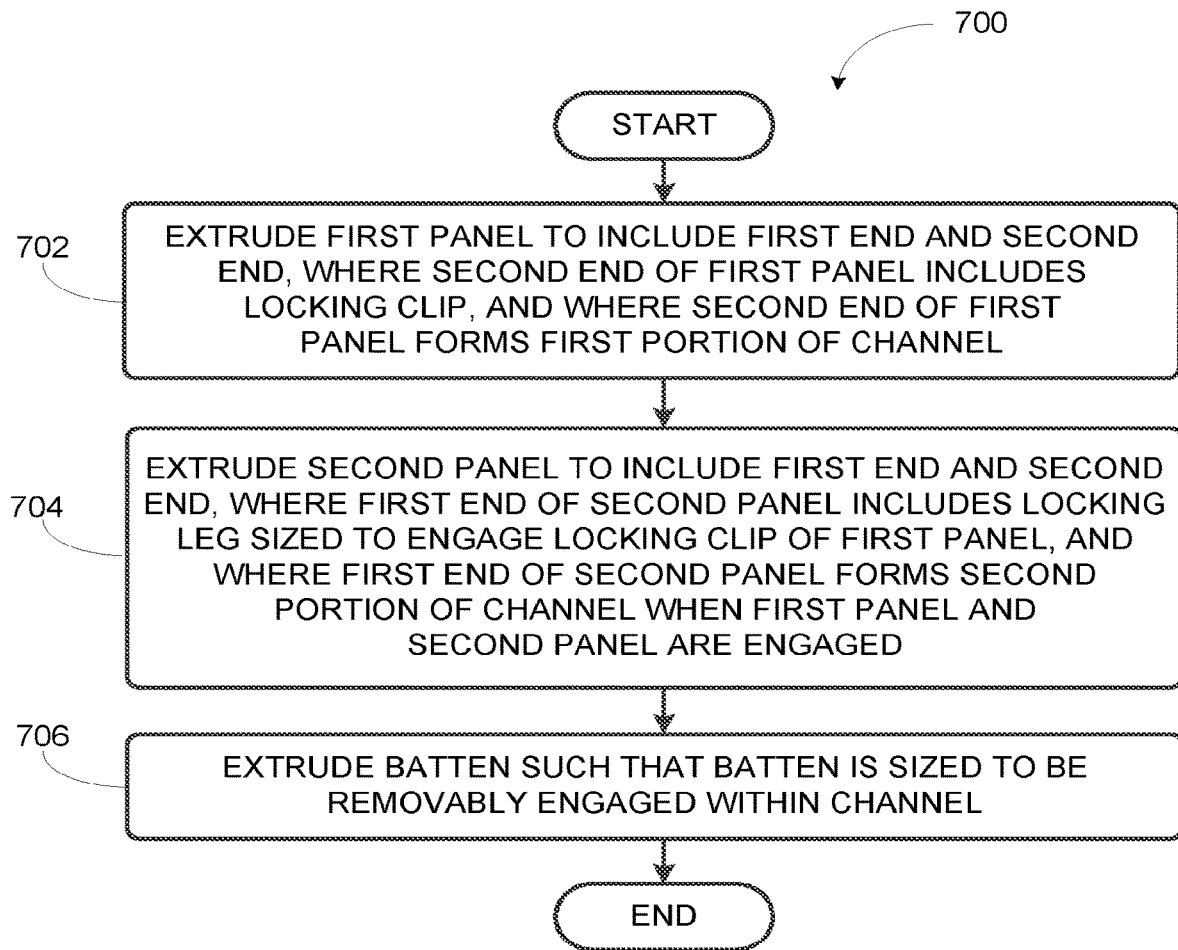 700
START
702
EXTRUDE FIRST PANEL TO INCLUDE FIRST END AND SECOND
END, WHERE SECOND END OF FIRST PANEL INCLUDES
LOCKING CLIP, AND WHERE SECOND END OF FIRST
PANEL FORMS FIRST PORTION OF CHANNEL
704
EXTRUDE SECOND PANEL TO INCLUDE FIRST END AND SECOND
END, WHERE FIRST END OF SECOND PANEL INCLUDES LOCKING
LEG SIZED TO ENGAGE LOCKING CLIP OF FIRST PANEL, AND
WHERE FIRST END OF SECOND PANEL FORMS SECOND
PORTION OF CHANNEL WHEN FIRST PANEL AND
SECOND PANEL ARE ENGAGED
706
EXTRUDE BATTEN SUCH THAT BATTEN IS SIZED TO BE
REMOVABLY ENGAGED WITHIN CHANNEL
END